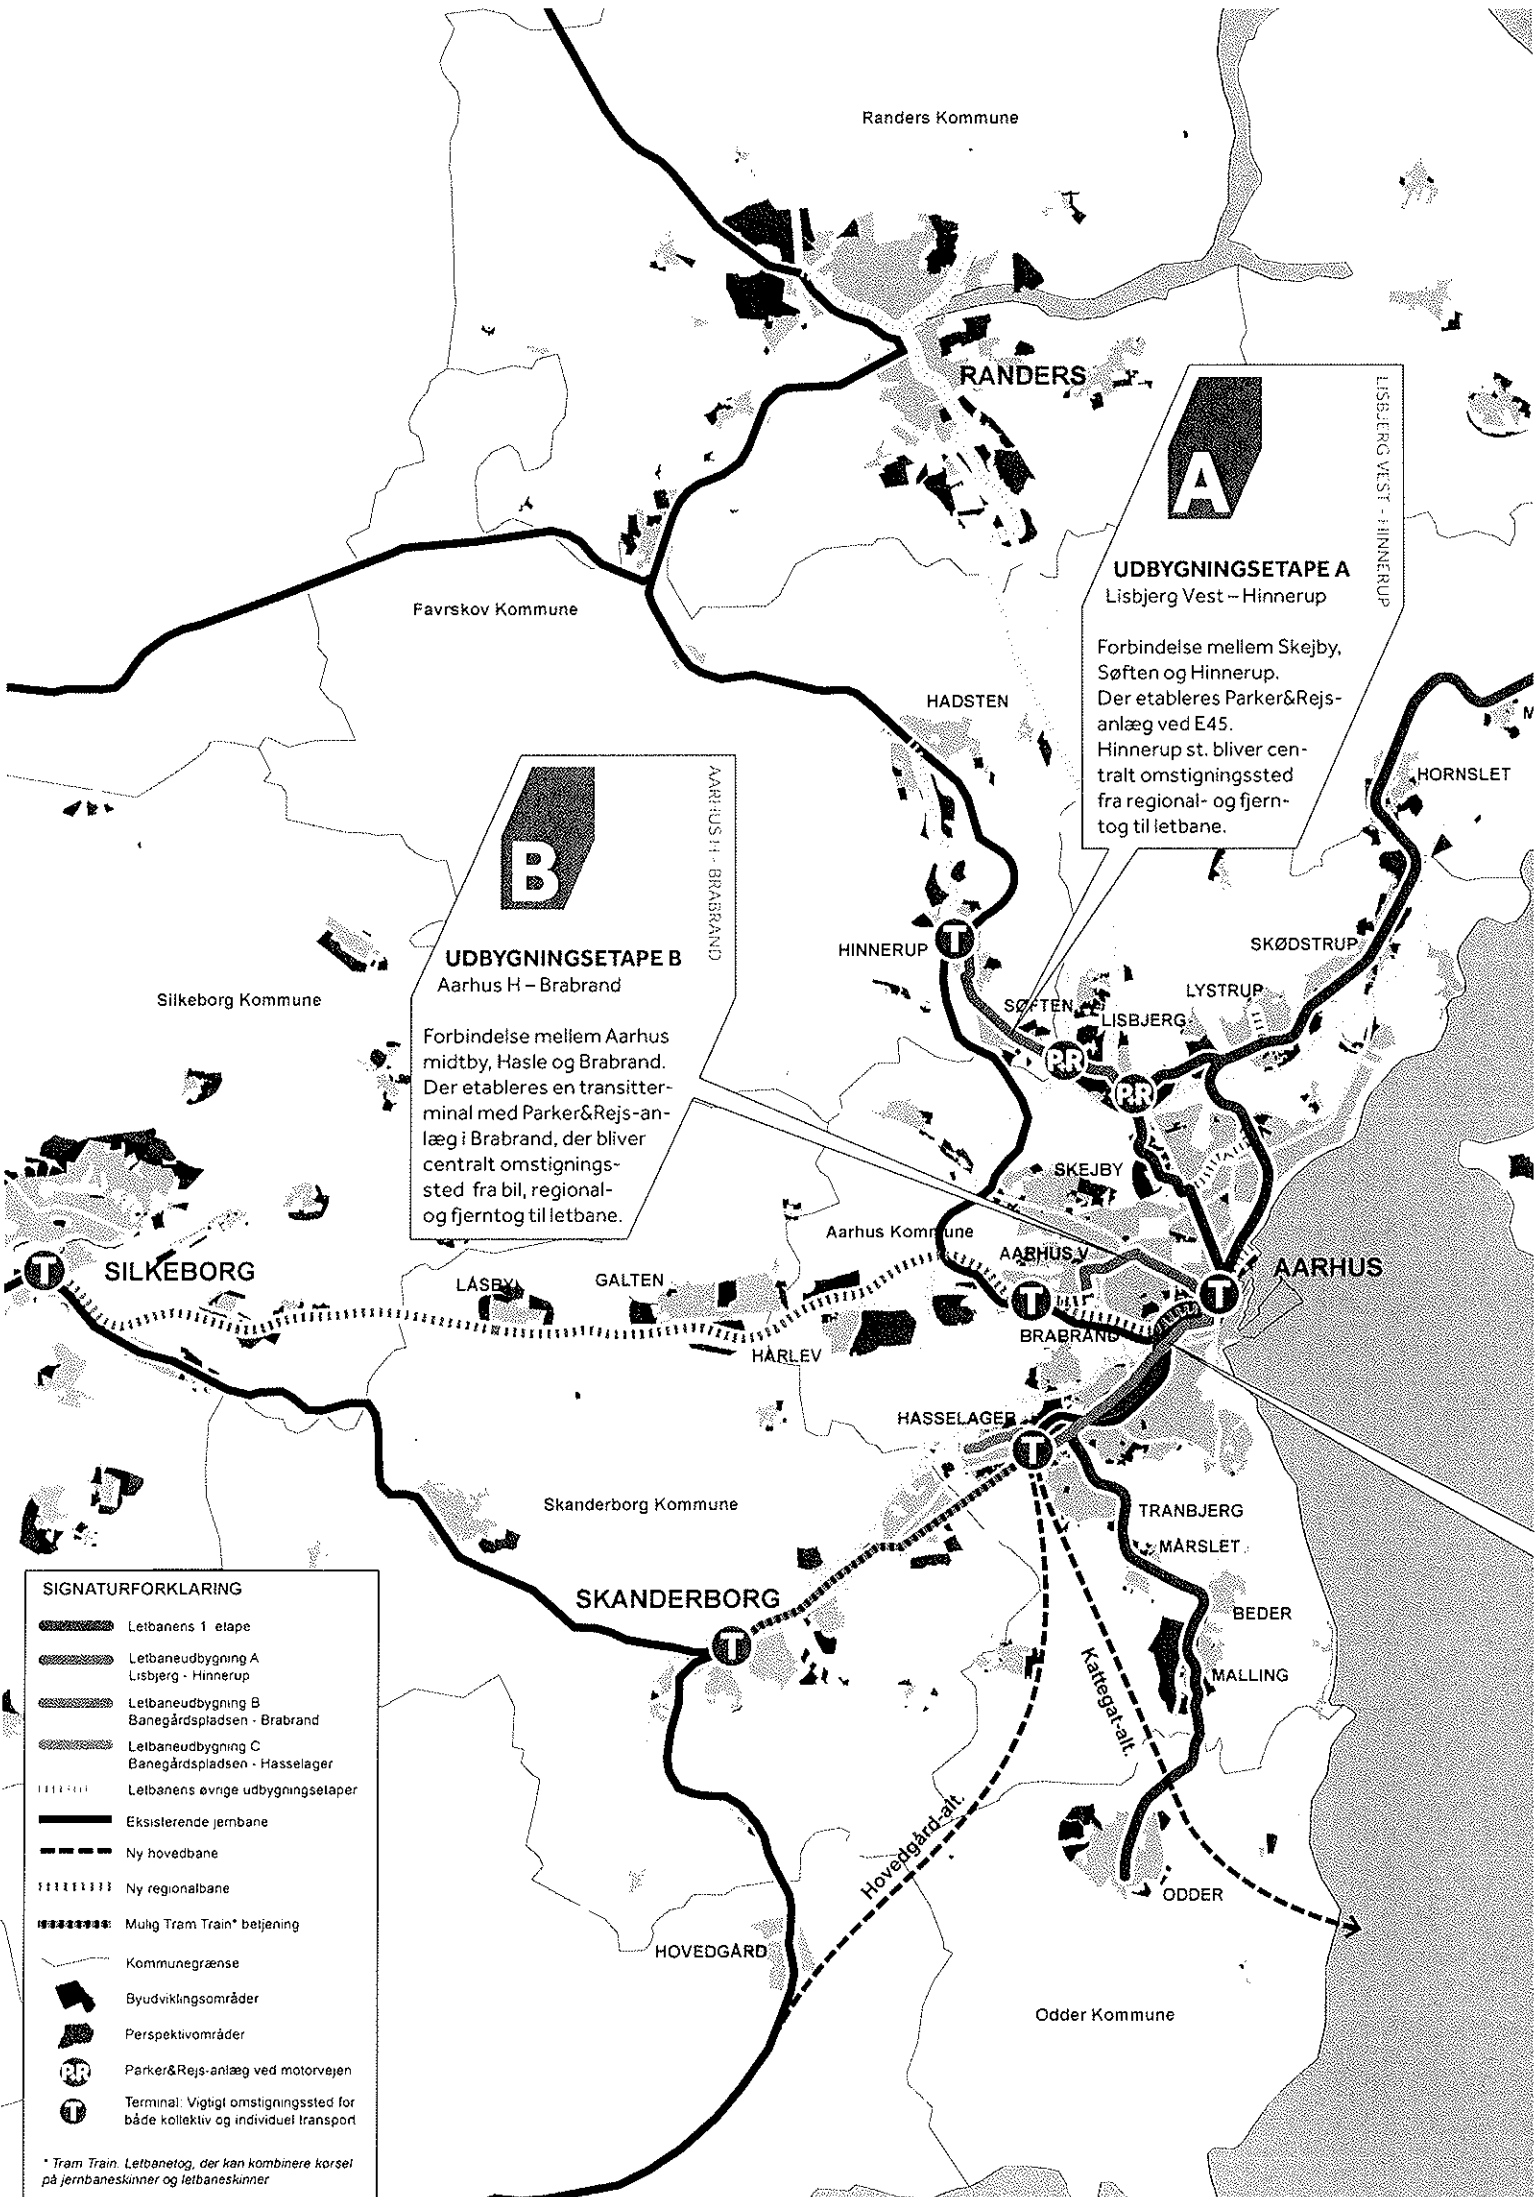 Randers Kommune
RANDERS
A
LISBJERG VEST - HINNERUP
UDBYGNINGSETAPE A
Lisbjerg Vest – Hinnerup
Forbindelse mellem Skejby,
Søften og Hinnerup.
Der etableres Parker&Rejs-
anlæg ved E45.
Hinnerup st. bliver cen-
tralt omstigningssted
fra regional- og fjern-
tog til letbane.
Favrskov Kommune
HADSTEN
M
HORNSLET
B
AARHUS H - BRABRAND
UDBYGNINGSETAPE B
Aarhus H – Brabrand
Forbindelse mellem Aarhus
midtby, Hasle og Brabrand.
Der etableres en transitter-
minal med Parker&Rejs-an-
læg i Brabrand, der bliver
centralt omstignings-
sted fra bil, regional-
og fjerntog til letbane.
HINNERUP
T
SKØDSTRUP
LYSTRUP
SØFTEN
LISBJERG
P.R
P.R
Silkeborg Kommune
SKEJBY
Aarhus Kommune
AARHUS V
AARHUS
T
T
SILKEBORG
LÅSBY
GALTEN
T
BRABRAND
HÅRLEV
HASSELAGER
T
Skanderborg Kommune
TRANBJERG
MÅRSLET
SKANDERBORG
T
BEDER
MALLING
Kattegat-alt.
Hovedgård-alt.
ODDER
HOVEDGÅRD
Odder Kommune
SIGNATURFORKLARING
Letbanens 1 etape
Letbaneudbygning A
Lisbjerg - Hinnerup
Letbaneudbygning B
Banegårdspladsen - Brabrand
Letbaneudbygning C
Banegårdspladsen - Hasselager
Letbanens øvrige udbygningsetaper
Eksisterende jernbane
Ny hovedbane
Ny regionalbane
Mulig Tram Train* betjening
Kommunegrænse
Byudviklingsområder
Perspektivområder
P.R Parker&Rejs-anlæg ved motorvejen
T Terminal: Vigtigt omstigningssted for
både kollektiv og individuel transport
* Tram Train. Letbanetog, der kan kombinere kørsel
på jernbaneskinner og letbaneskinner